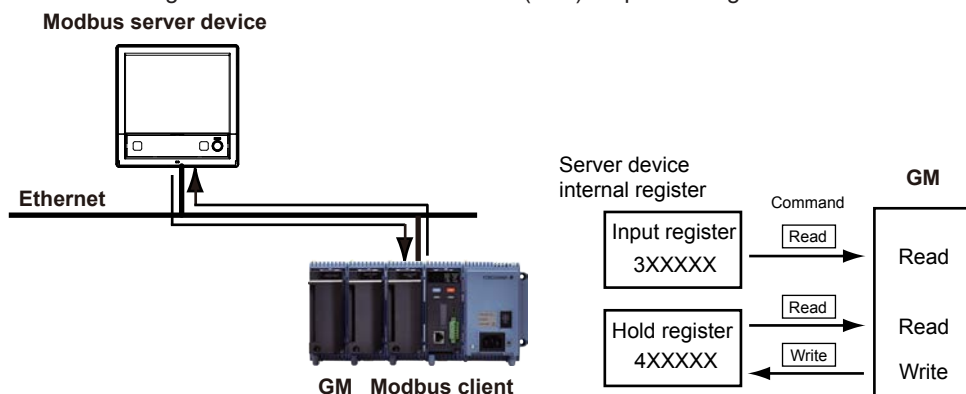 Modbus server device
Ethernet
GM Modbus client
Server device
internal register
Command
GM
Input register
3XXXXX
Read
Read
Hold register
4XXXXX
Read
Read
Write
Write